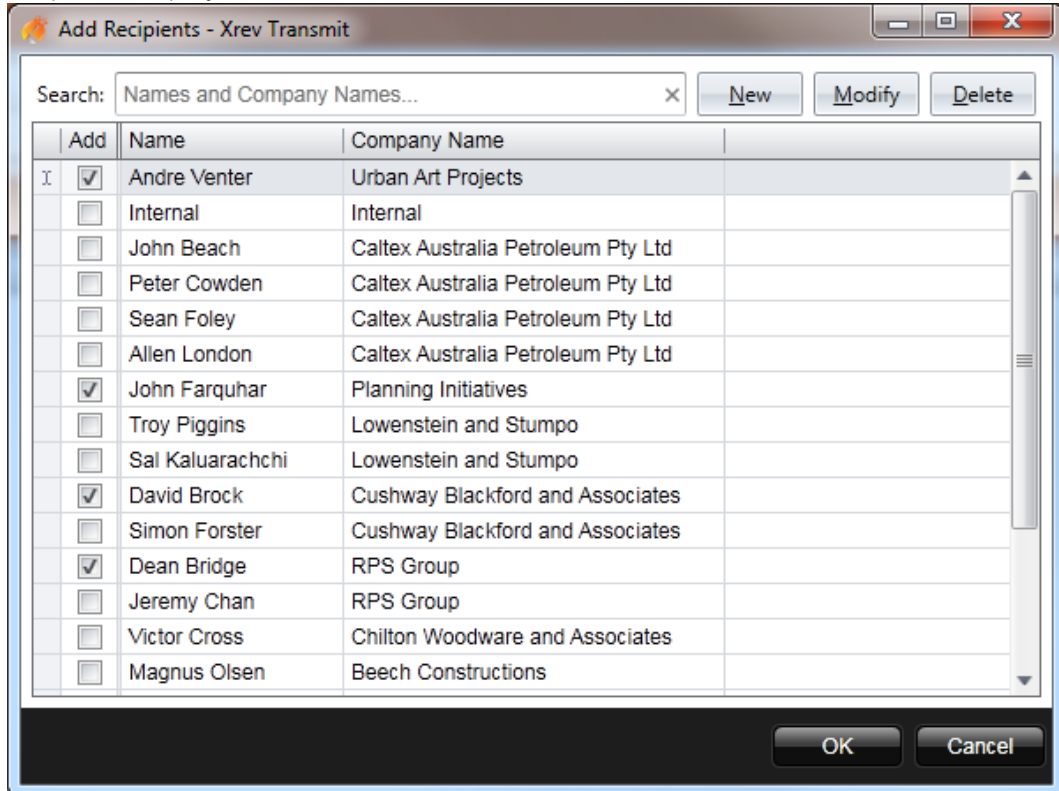 Add Recipients - Xrev Transmit
Search: Names and Company Names... New Modify Delete
Add Name Company Name
Andre Venter Urban Art Projects
Internal Internal
John Beach Caltex Australia Petroleum Pty Ltd
Peter Cowden Caltex Australia Petroleum Pty Ltd
Sean Foley Caltex Australia Petroleum Pty Ltd
Allen London Caltex Australia Petroleum Pty Ltd
John Farquhar Planning Initiatives
Troy Piggins Lowenstein and Stumpo
Sal Kaluarachchi Lowenstein and Stumpo
David Brock Cushway Blackford and Associates
Simon Forster Cushway Blackford and Associates
Dean Bridge RPS Group
Jeremy Chan RPS Group
Victor Cross Chilton Woodware and Associates
Magnus Olsen Beech Constructions
OK Cancel